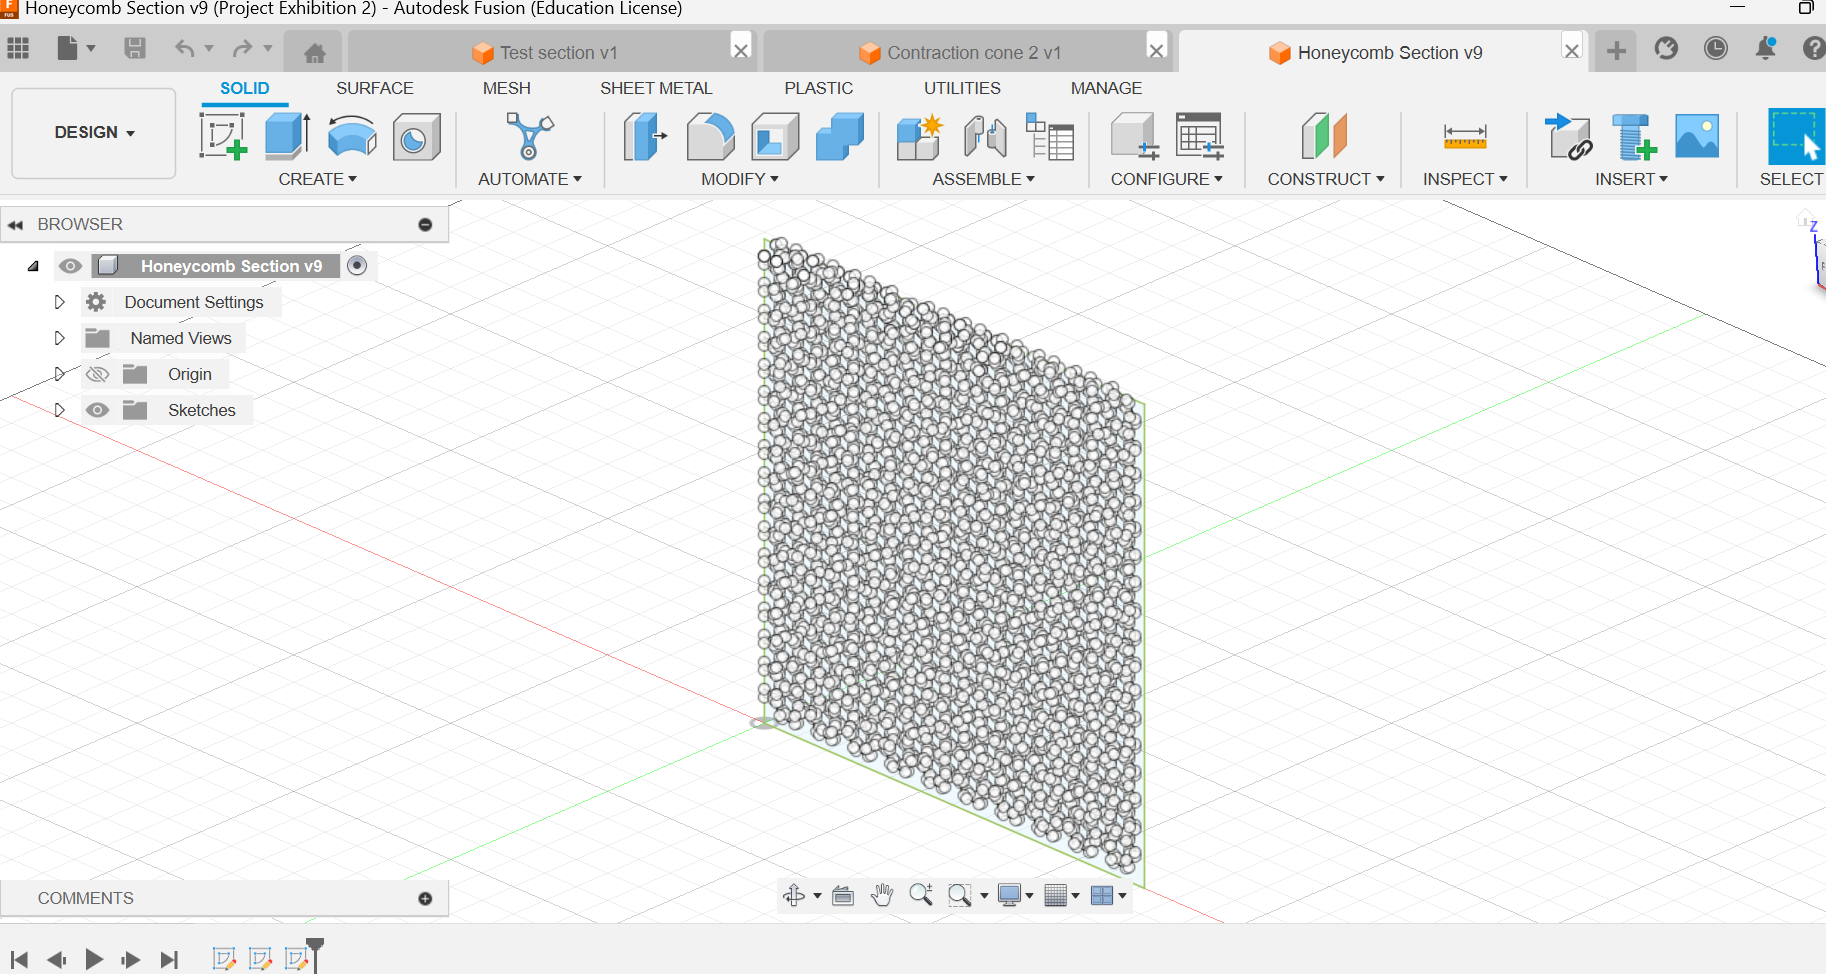 Honeycomb Section v9 (Project Exhibition 2) - Autodesk Fusion (Education License)
Test section v1
Contraction cone 2 v1
Honeycomb Section v9
SOLID SURFACE MESH SHEET METAL PLASTIC UTILITIES MANAGE
DESIGN
CREATE AUTOMATE MODIFY ASSEMBLE CONFIGURE CONSTRUCT INSPECT INSERT SELECT
BROWSER
Honeycomb Section v9
Document Settings
Named Views
Origin
Sketches
Z
COMMENTS